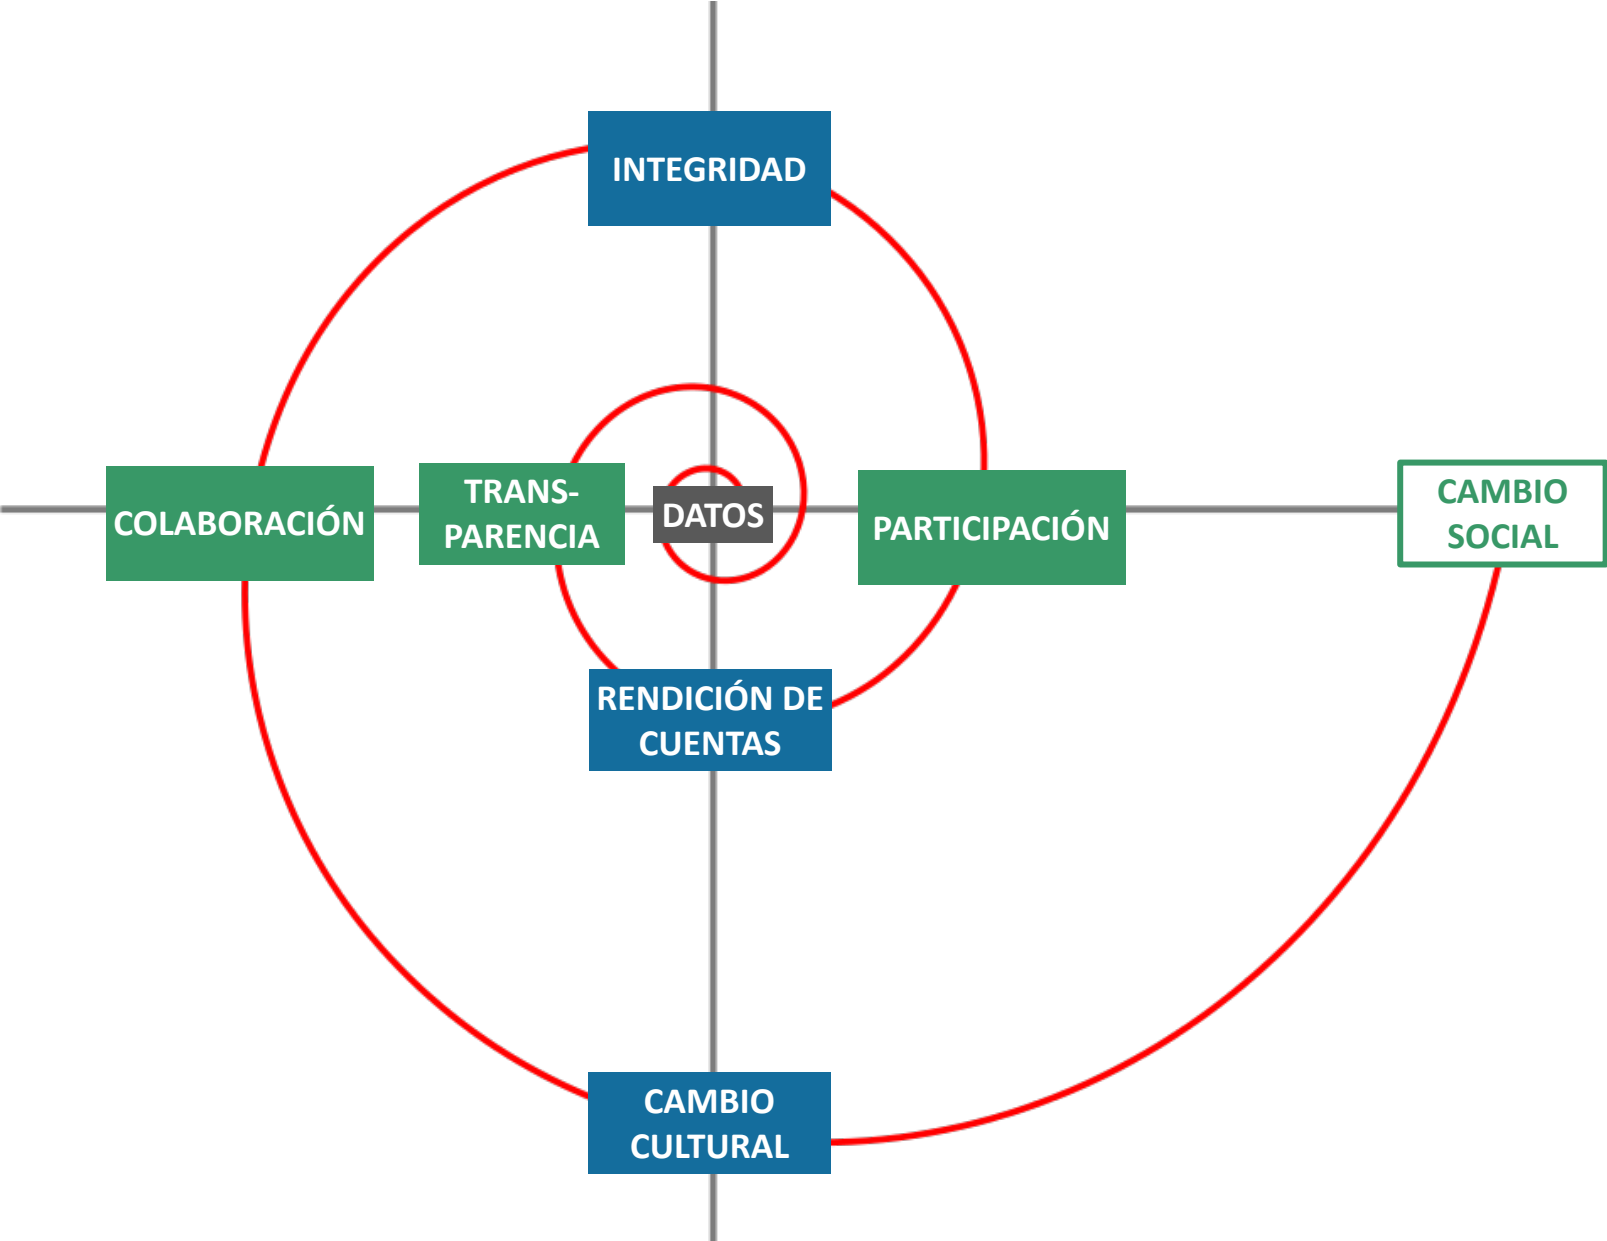 INTEGRIDAD
COLABORACIÓN
TRANS-
PARENCIA
DATOS
PARTICIPACIÓN
CAMBIO
SOCIAL
RENDICIÓN DE
CUENTAS
CAMBIO
CULTURAL